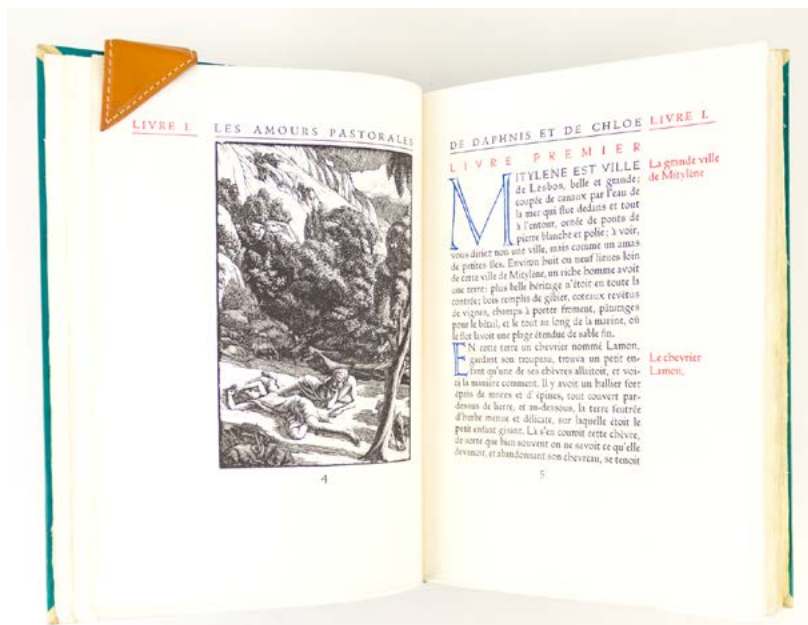 LIVRE I. LES AMOURS PASTORALES
4
DE DAPHNIS ET DE CHLOE LIVRE I.
LIVRE PREMIER
MITYLENE EST VILLE
de Lesbos, belle et grande;
coupée de canaux par l'eau de
la mer qui flue dedans et tout
à l'entour, ornée de ponts de
pierre blanche et polie; à voir,
vous diriez non une ville, mais comme un amas
de petites îles. Environ huit ou neuf lieues loin
de cette ville de Mitylène, un riche homme avoit
une terre; plus belle héritage n'étoit en toute la
contrée; bois remplis de gibier, coteaux revêtus
de vignes, champs à porter froment, pâturages
pour le bétail, et le tout au long de la marine, où
le flot lavoit une plage étendue de sable fin.
EN cette terre un chevrier nommé Lamon,
gardant son troupeau, trouva un petit en-
fant qu'une de ses chèvres allaitoit, et voi-
ci la manière comment. Il y avoit un hallier fort
épais de ronces et d'épines, tout couvert par-
dessus de lierre, et au-dessous, la terre feutrée
d'herbe menue et délicate, sur laquelle étoit le
petit enfant gisant. Là s'en couroit cette chèvre,
de sorte que bien souvent on ne savoit ce qu'elle
devenoit, et abandonnant son chevreau, se tenoit
La grande ville
de Mitylène
Le chevrier
Lamon,
5